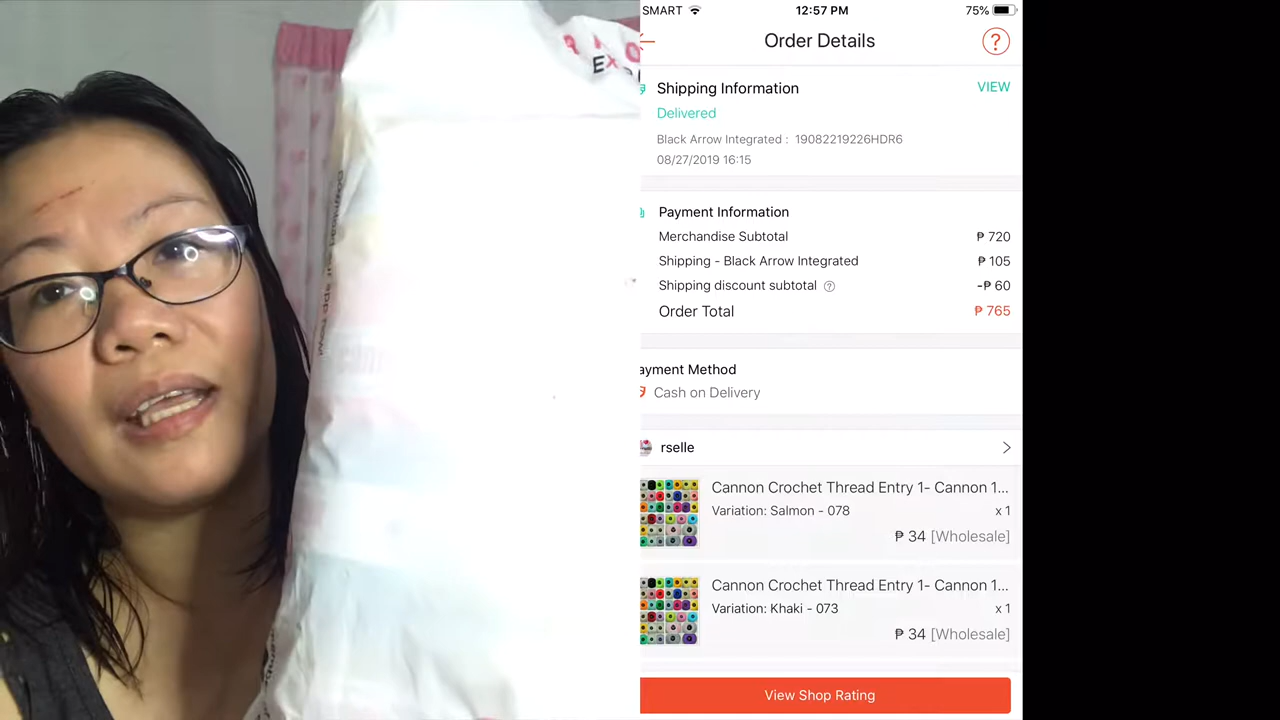 SMART 12:57 PM 75%
Order Details
?
Shipping Information VIEW
Delivered
Black Arrow Integrated : 19082219226HDR6
08/27/2019 16:15
Payment Information
Merchandise Subtotal ₱ 720
Shipping - Black Arrow Integrated ₱ 105
Shipping discount subtotal ? -₱ 60
Order Total ₱ 765
ayment Method
Cash on Delivery
rselle
Cannon Crochet Thread Entry 1- Cannon 1...
Variation: Salmon - 078 x 1
₱ 34 [Wholesale]
Cannon Crochet Thread Entry 1- Cannon 1...
Variation: Khaki - 073 x 1
₱ 34 [Wholesale]
View Shop Rating